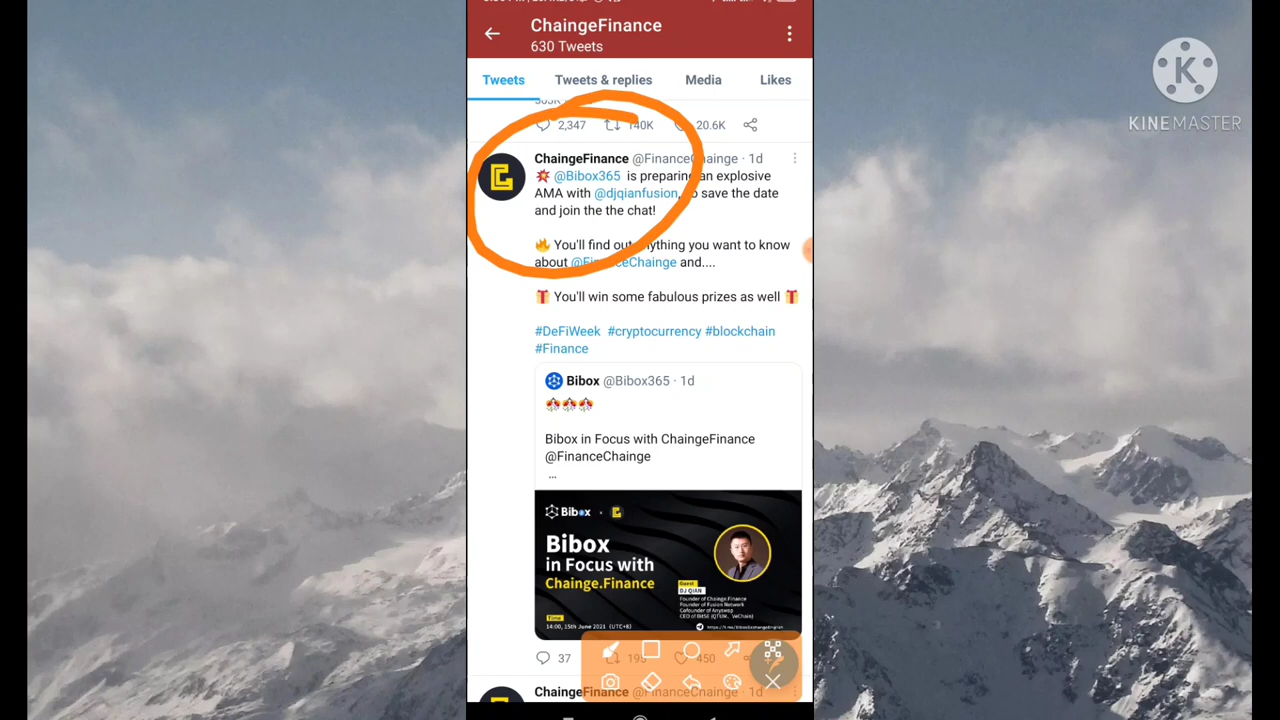 ChaingeFinance
630 Tweets
Tweets Tweets & replies Media Likes
2,347 140K 20.6K
ChaingeFinance @FinanceChainge · 1d
@Bibox365 is preparing an explosive
AMA with @djqianfusion, so save the date
and join the the chat!
You'll find out anything you want to know
about @FinanceChainge and....
You'll win some fabulous prizes as well
#DeFiWeek #cryptocurrency #blockchain
#Finance
Bibox @Bibox365 · 1d
Bibox in Focus with ChaingeFinance
@FinanceChainge
...
Bibox
Bibox
in Focus with
Chainge.Finance
Guest
DJ QIAN
Founder of Chainge.Finance
Founder of Fusion Network
Cofounder of Anyswap
CEO of BitSE (QTUM, VeChain)
Time
14:00, 15th June 2021 (UTC+8)
37 195 450
ChaingeFinance @FinanceChainge · 1d
K
KINEMASTER